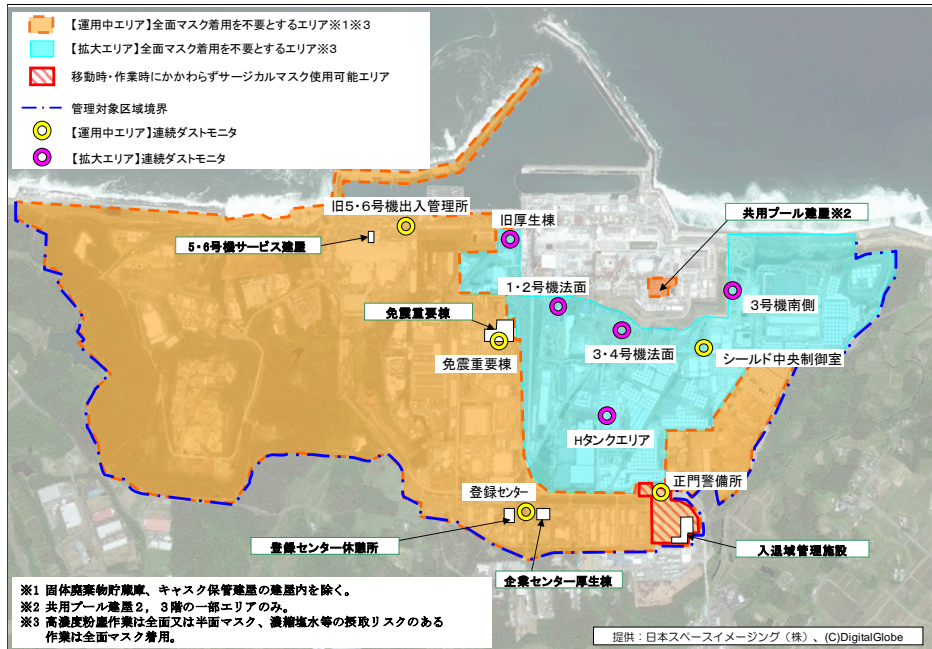 【運用中エリア】全面マスク着用を不要とするエリア※1※3
【拡大エリア】全面マスク着用を不要とするエリア※3
移動時・作業時にかかわらずサージカルマスク使用可能エリア
管理対象区域境界
【運用中エリア】連続ダストモニタ
【拡大エリア】連続ダストモニタ
旧5・6号機出入管理所
旧厚生棟
共用プール建屋※2
5・6号機サービス建屋
1・2号機法面
3号機南側
免震重要棟
3・4号機法面
免震重要棟
シールド中央制御室
Hタンクエリア
正門警備所
登録センター
登録センター休憩所
入退域管理施設
企業センター厚生棟
※1 固体廃棄物貯蔵庫、キャスク保管建屋の建屋内を除く。
※2 共用プール建屋2，3階の一部エリアのみ。
※3 高濃度粉塵作業は全面又は半面マスク、濃縮塩水等の摂取リスクのある
作業は全面マスク着用。
提供：日本スペースイメージング（株）、(C)DigitalGlobe